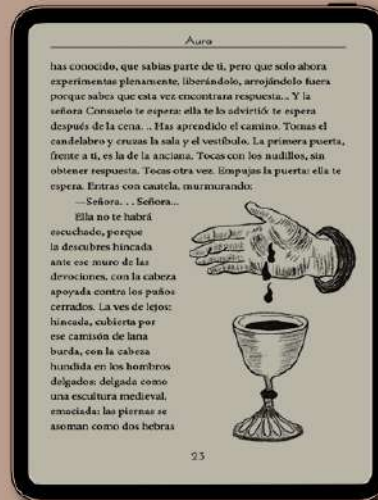 Aura
has conocido, que sabías parte de ti, pero que solo ahora
experimentas plenamente, liberándolo, arrojándolo fuera
porque sabes que esta vez encontrara respuesta... Y la
señora Consuelo te espera: ella te lo advirtió: te espera
después de la cena. .. Has aprendido el camino. Tomas el
candelabro y cruzas la sala y el vestíbulo. La primera puerta,
frente a ti, es la de la anciana. Tocas con los nudillos, sin
obtener respuesta. Tocas otra vez. Empujas la puerta: ella te
espera. Entras con cautela, murmurando:
—Señora. . . Señora...
Ella no te habrá
escuchado, porque
la descubres hincada
ante ese muro de las
devociones, con la cabeza
apoyada contra los puños
cerrados. La ves de lejos:
hincada, cubierta por
ese camisón de lana
burda, con la cabeza
hundida en los hombros
delgados: delgada como
una escultura medieval,
emaciada: las piernas se
asoman como dos hebras
23